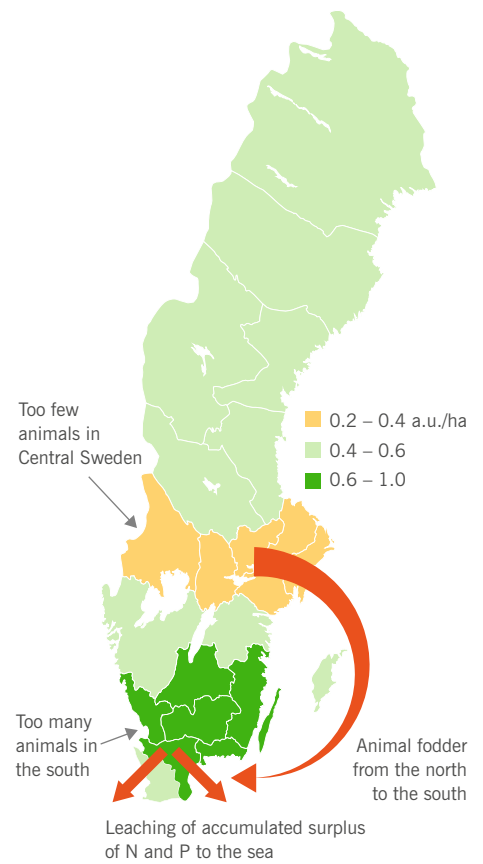 Too few
animals in
Central Sweden
0.2 – 0.4 a.u./ha
0.4 – 0.6
0.6 – 1.0
Too many
animals in
the south
Animal fodder
from the north
to the south
Leaching of accumulated surplus
of N and P to the sea